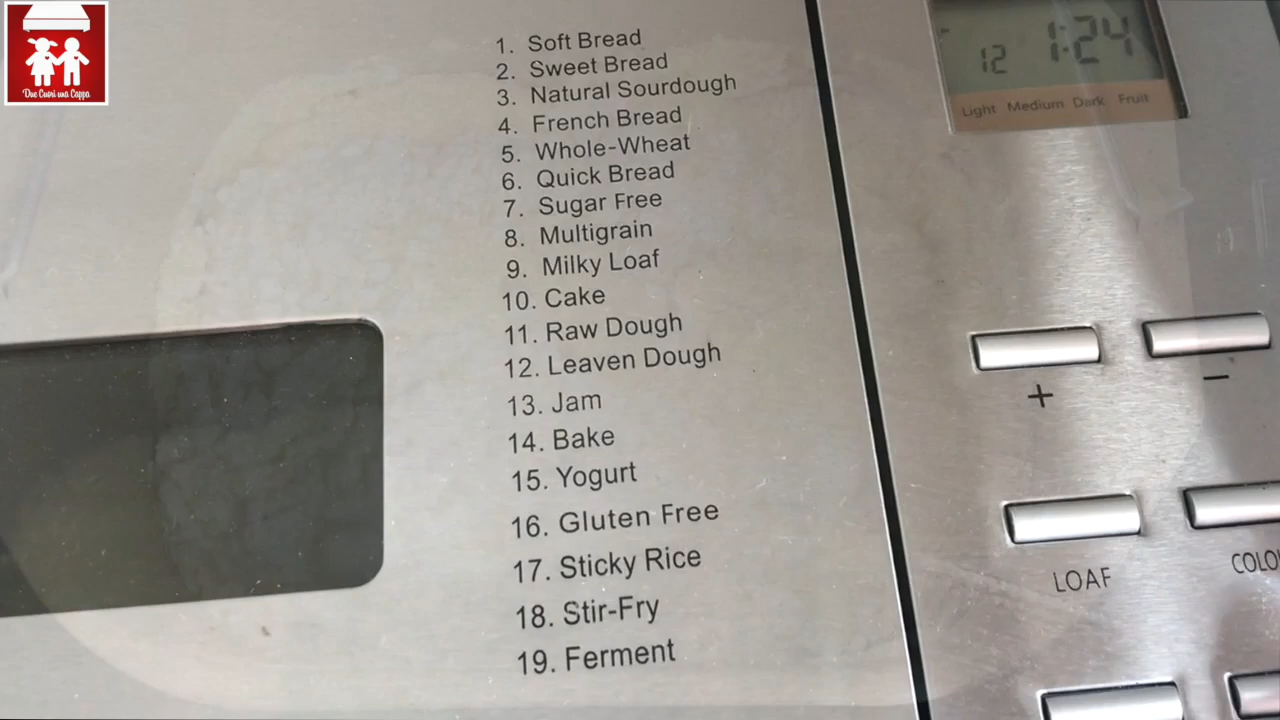 Due Cuori una Cappa
1. Soft Bread
2. Sweet Bread
3. Natural Sourdough
4. French Bread
5. Whole-Wheat
6. Quick Bread
7. Sugar Free
8. Multigrain
9. Milky Loaf
10. Cake
11. Raw Dough
12. Leaven Dough
13. Jam
14. Bake
15. Yogurt
16. Gluten Free
17. Sticky Rice
18. Stir-Fry
19. Ferment
12 1:24
Light Medium Dark Fruit
+ −
LOAF COLO